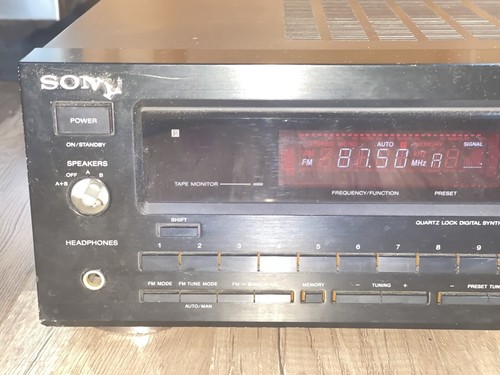 SONY
POWER
ON/STANDBY
SPEAKERS
OFF A B
A+B
HEADPHONES
TAPE MONITOR
AUTO
SIGNAL
FM 87.50 MHz A
FREQUENCY/FUNCTION PRESET
QUARTZ LOCK DIGITAL SYNTH
SHIFT
1 2 5 6 7 8 9
FM MODE FM TUNE MODE FM MEMORY − TUNING + − PRESET TUN
AUTO/MAN